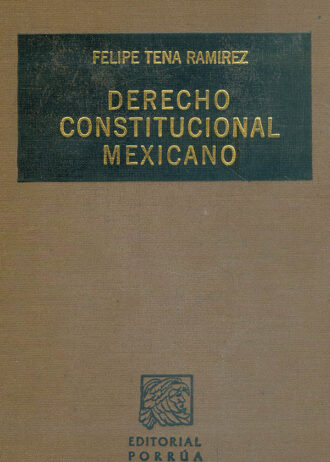 FELIPE TENA RAMIREZ
DERECHO
CONSTITUCIONAL
MEXICANO
EDITORIAL
PORRÚA